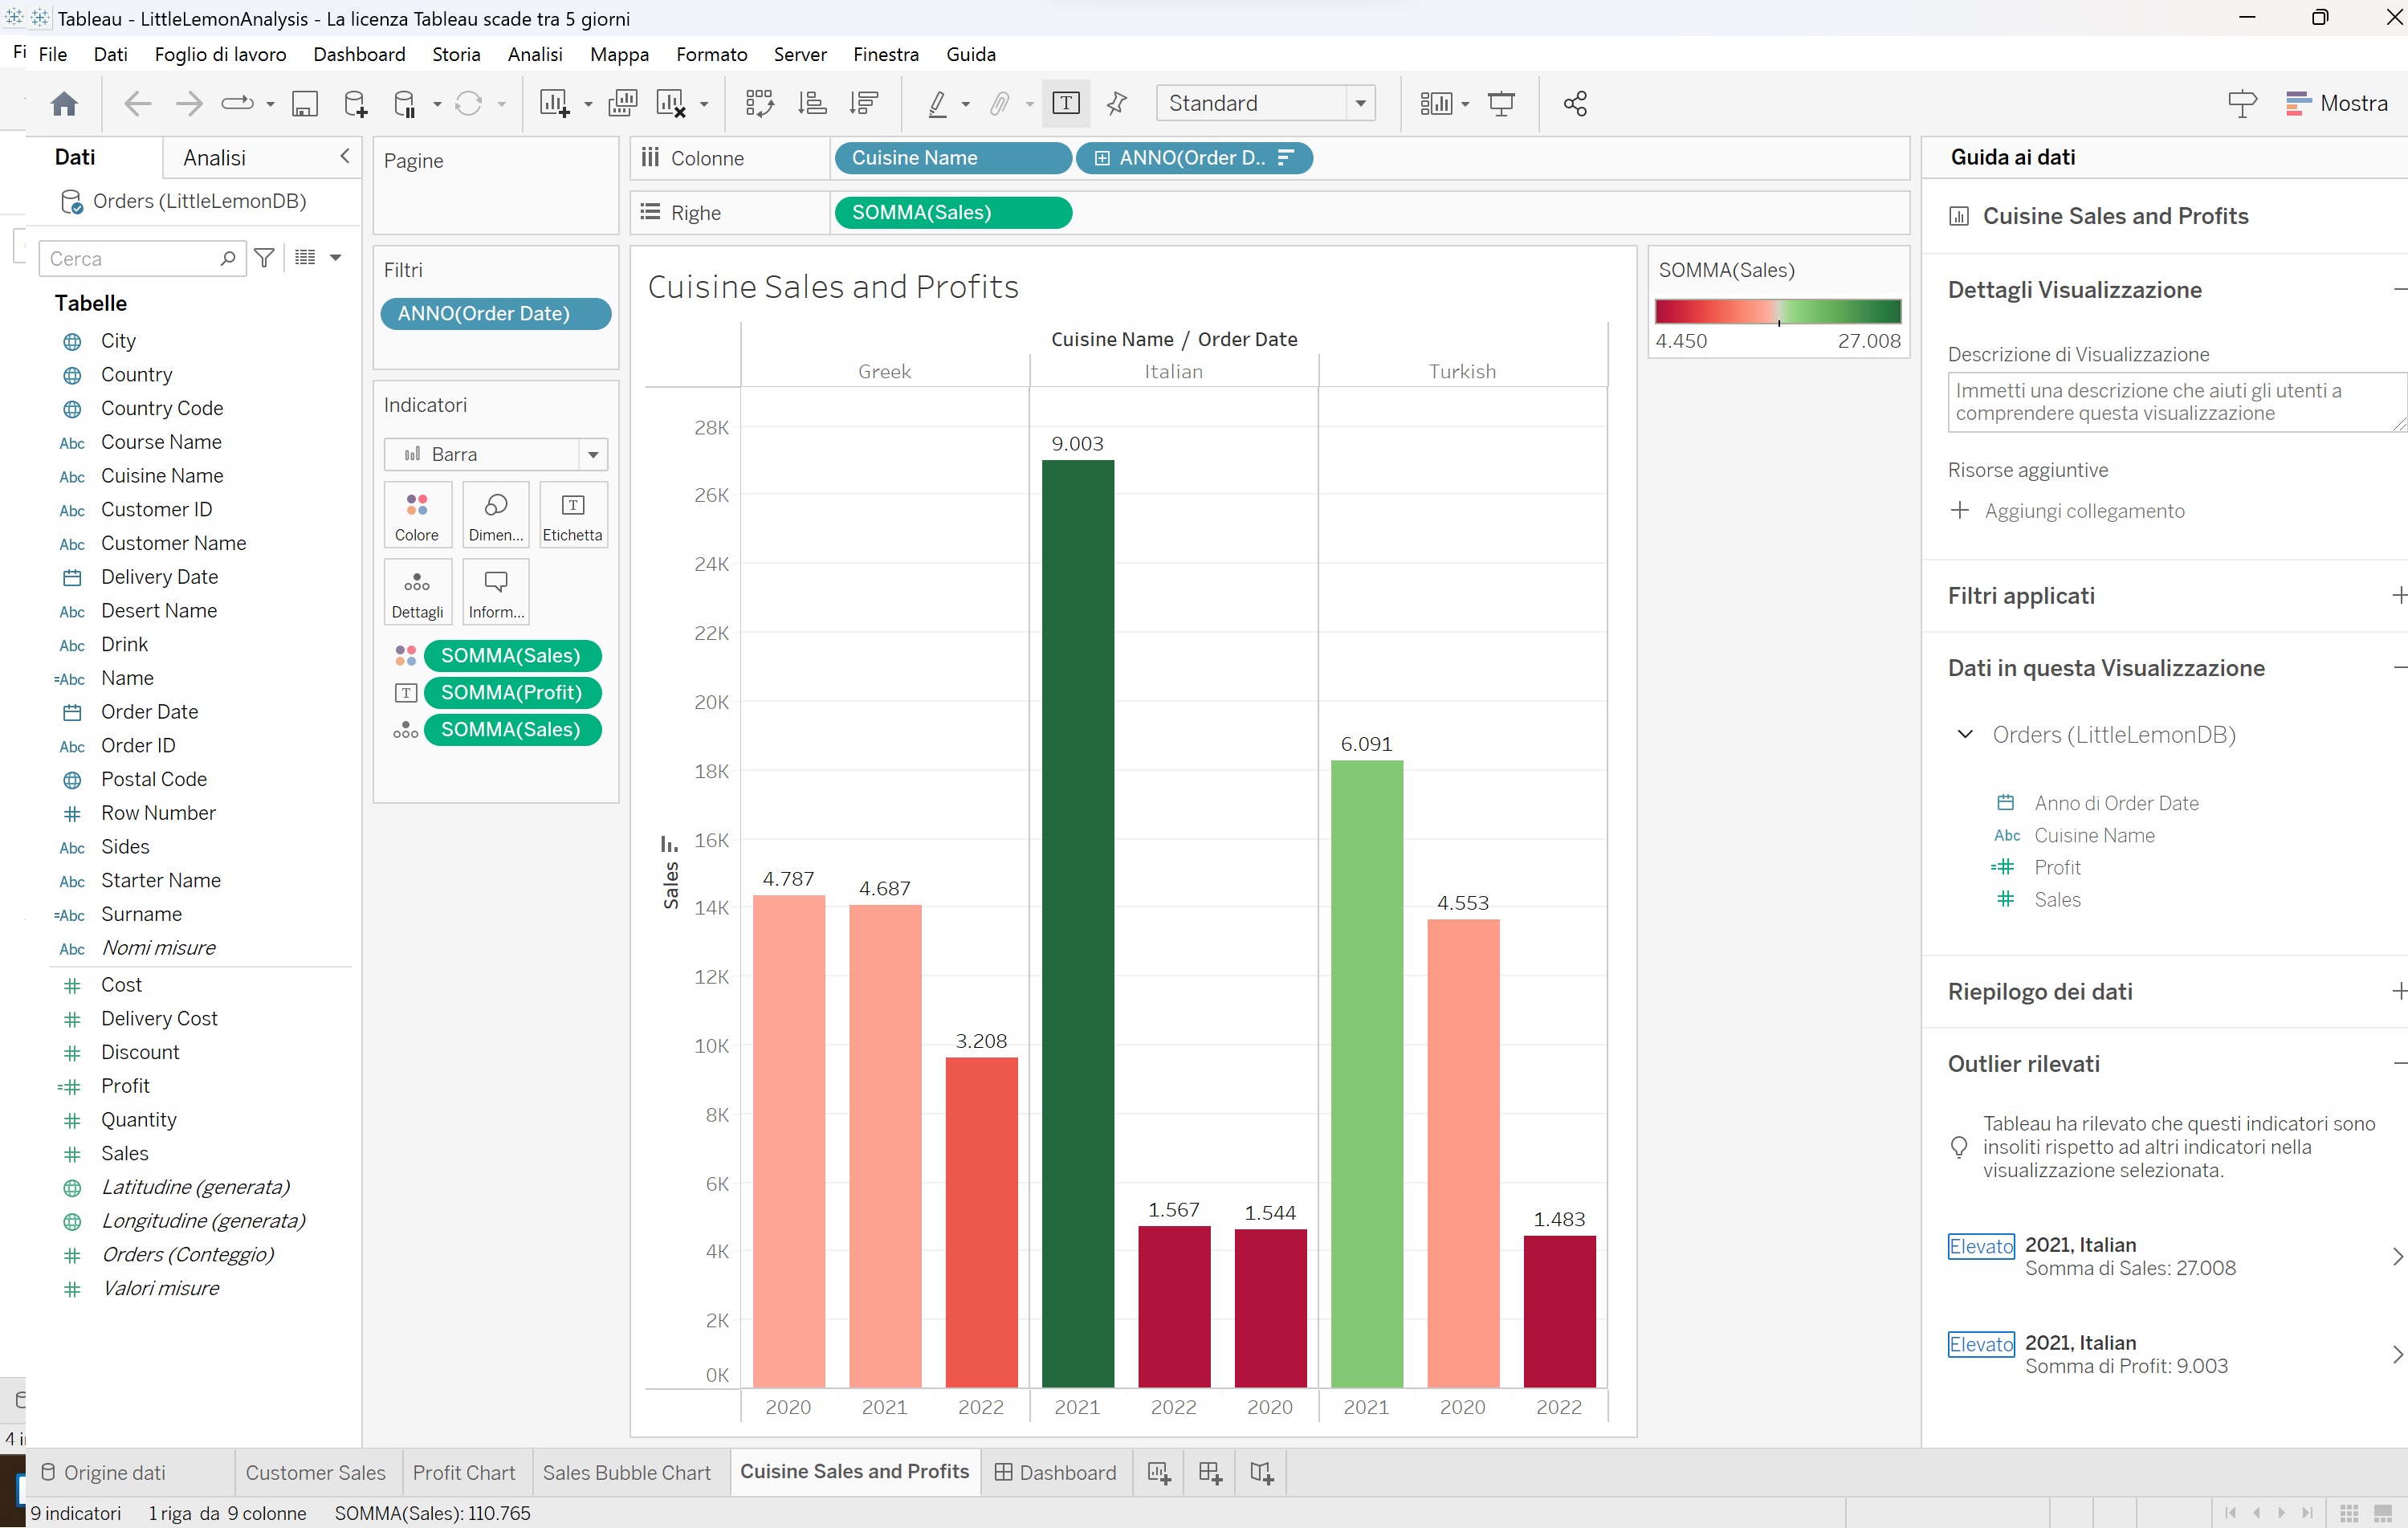 Tableau - LittleLemonAnalysis - La licenza Tableau scade tra 5 giorni
Fi File Dati Foglio di lavoro Dashboard Storia Analisi Mappa Formato Server Finestra Guida
Standard
Mostra
Dati Analisi
Orders (LittleLemonDB)
Cerca
Tabelle
City
Country
Country Code
Abc Course Name
Abc Cuisine Name
Abc Customer ID
Abc Customer Name
Delivery Date
Abc Desert Name
Abc Drink
=Abc Name
Order Date
Abc Order ID
Postal Code
# Row Number
Abc Sides
Abc Starter Name
=Abc Surname
Abc Nomi misure
# Cost
# Delivery Cost
# Discount
=# Profit
# Quantity
# Sales
Latitudine (generata)
Longitudine (generata)
# Orders (Conteggio)
# Valori misure
4 i
Pagine
Filtri
ANNO(Order Date)
Indicatori
Barra
Colore Dimen... Etichetta
Dettagli Inform...
SOMMA(Sales)
T SOMMA(Profit)
SOMMA(Sales)
Colonne Cuisine Name ANNO(Order D..
Righe SOMMA(Sales)
Cuisine Sales and Profits
Cuisine Name / Order Date
Greek Italian Turkish
28K
26K
24K
22K
20K
18K
16K
14K
12K
10K
8K
6K
4K
2K
0K
Sales
4.787 4.687 3.208 9.003 1.567 1.544 6.091 4.553 1.483
2020 2021 2022 2021 2022 2020 2021 2020 2022
SOMMA(Sales)
4.450 27.008
Guida ai dati
Cuisine Sales and Profits
Dettagli Visualizzazione
Descrizione di Visualizzazione
Immetti una descrizione che aiuti gli utenti a
comprendere questa visualizzazione
Risorse aggiuntive
+ Aggiungi collegamento
Filtri applicati
Dati in questa Visualizzazione
Orders (LittleLemonDB)
Anno di Order Date
Abc Cuisine Name
=# Profit
# Sales
Riepilogo dei dati
Outlier rilevati
Tableau ha rilevato che questi indicatori sono
insoliti rispetto ad altri indicatori nella
visualizzazione selezionata.
Elevato 2021, Italian
Somma di Sales: 27.008
Elevato 2021, Italian
Somma di Profit: 9.003
Origine dati Customer Sales Profit Chart Sales Bubble Chart Cuisine Sales and Profits Dashboard
9 indicatori 1 riga da 9 colonne SOMMA(Sales): 110.765